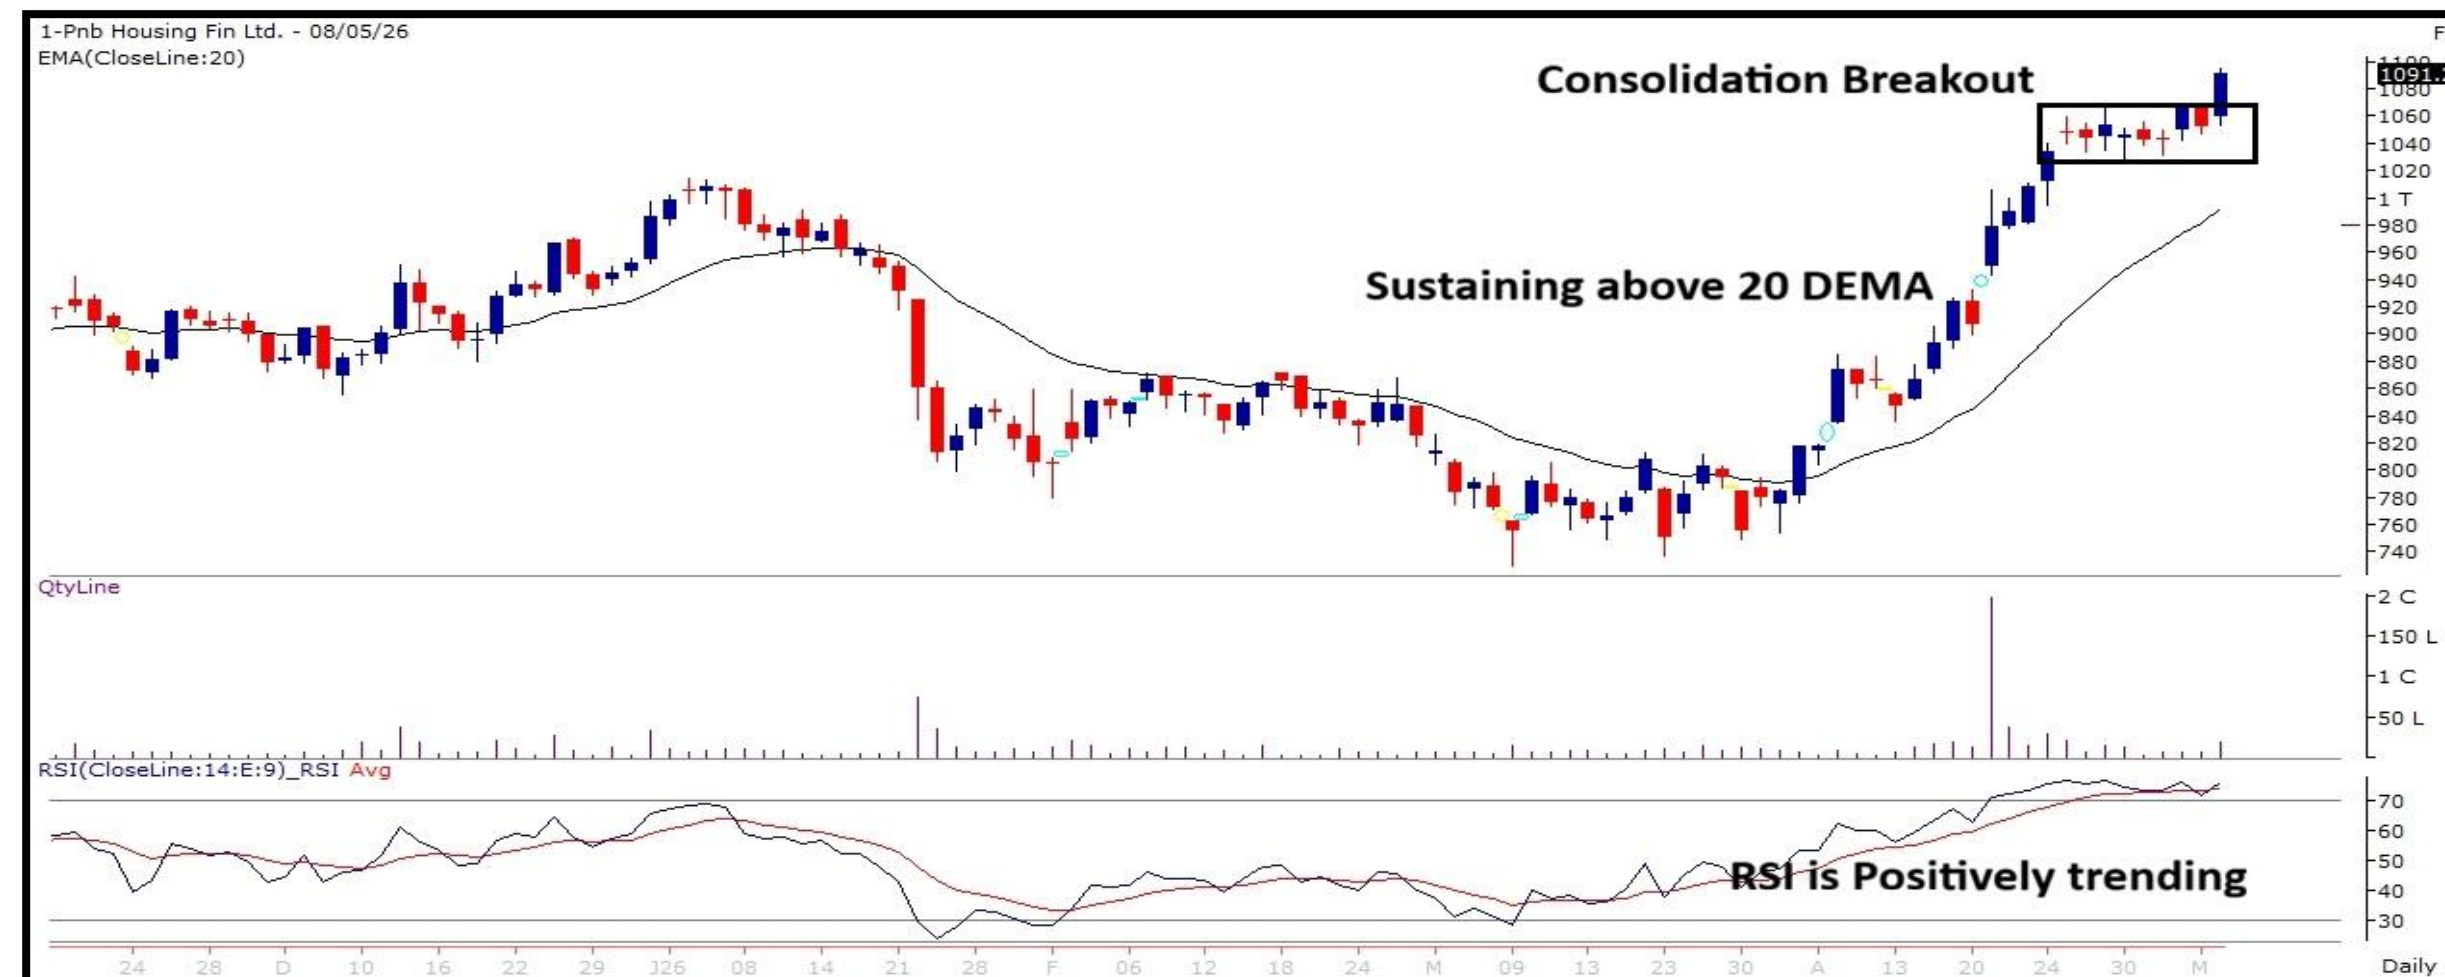 1-Pnb Housing Fin Ltd. - 08/05/26
EMA(CloseLine:20)
F
Consolidation Breakout
Sustaining above 20 DEMA
1100
1091.2
1080
1060
1040
1020
1 T
980
960
940
920
900
880
860
840
820
800
780
760
740
QtyLine
2 C
150 L
1 C
50 L
RSI(CloseLine:14:E:9)_RSI Avg
RSI is Positively trending
70
60
50
40
30
24 28 D 10 16 22 29 J26 08 14 21 28 F 06 12 18 24 M 09 13 23 30 A 13 20 24 30 M
Daily